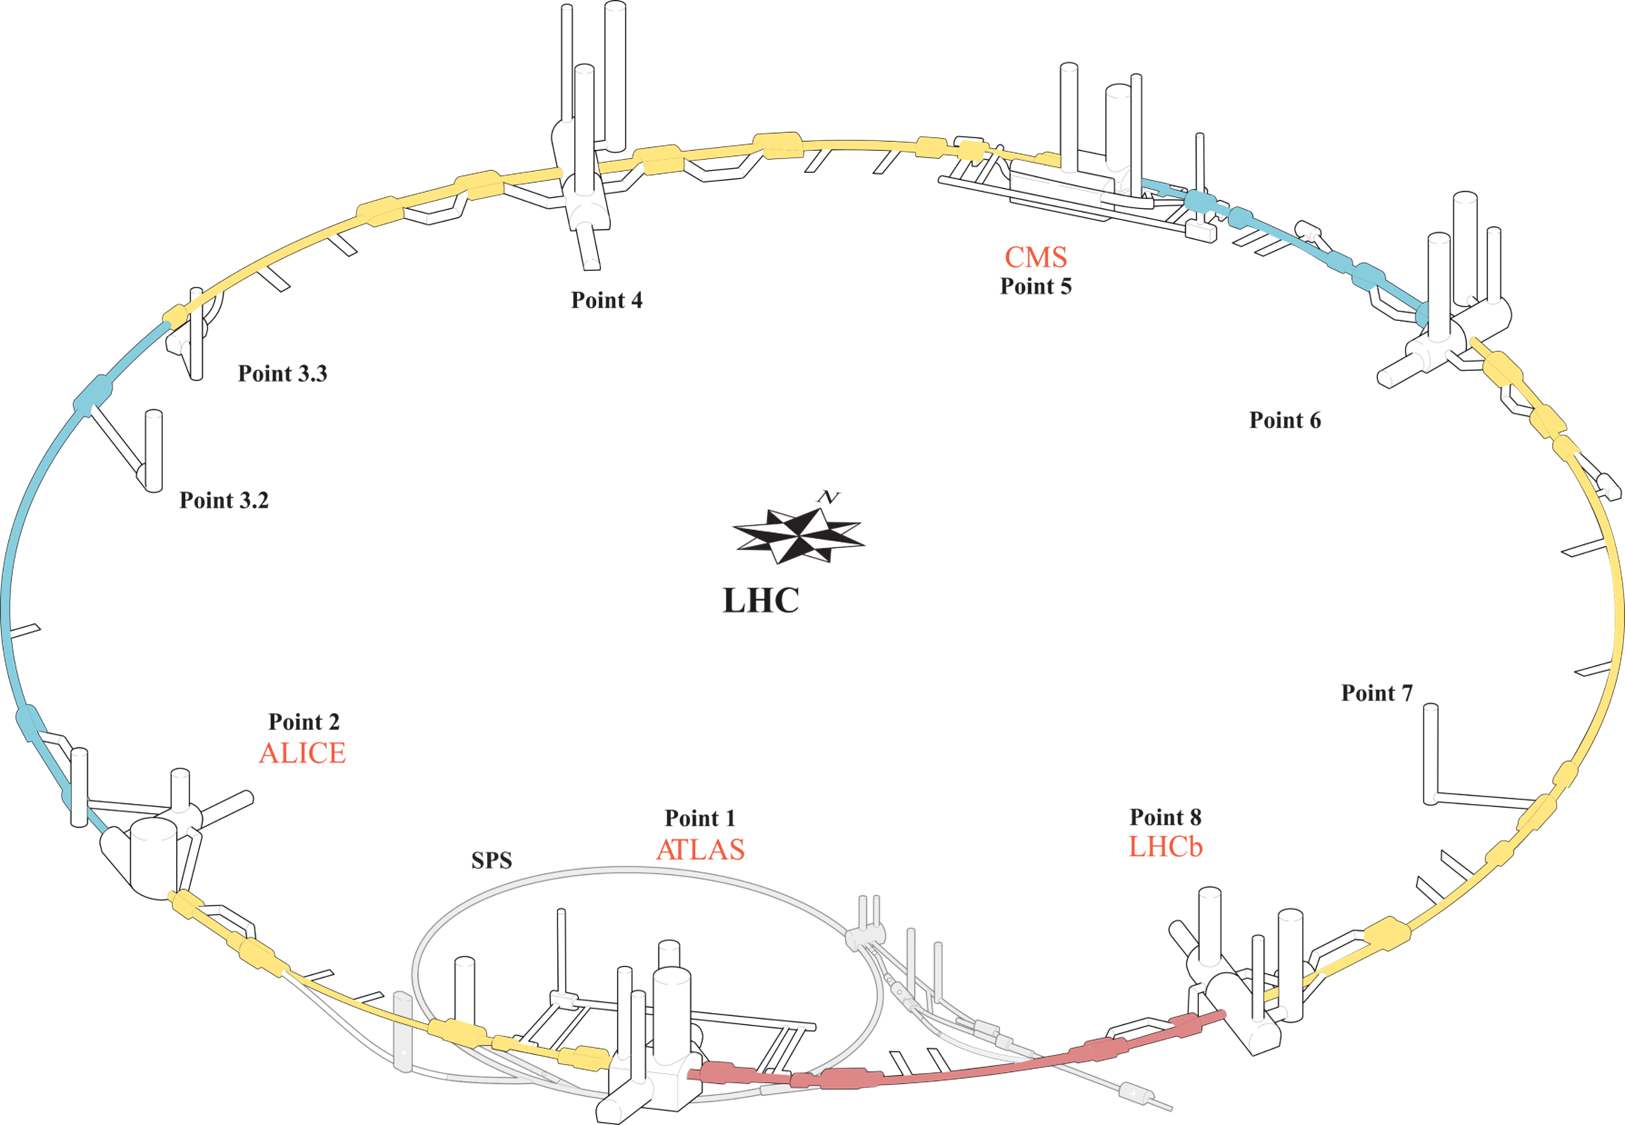 CMS
Point 5
Point 4
Point 3.3
Point 6
Point 3.2
N
LHC
Point 7
Point 2
ALICE
Point 1
ATLAS
Point 8
LHCb
SPS